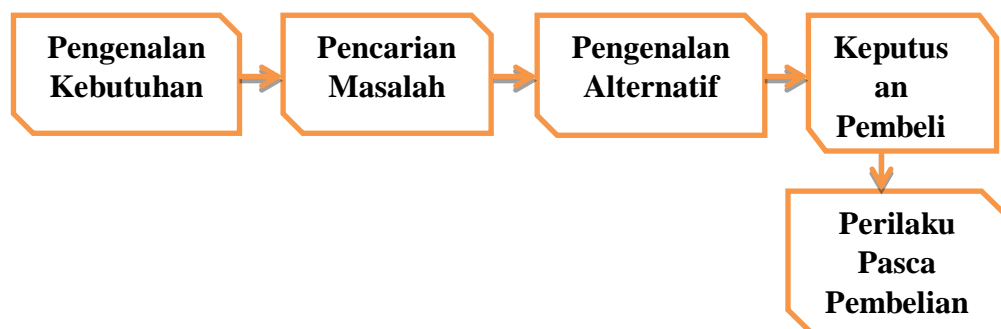 Pengenalan
Kebutuhan
Pencarian
Masalah
Pengenalan
Alternatif
Keputus
an
Pembeli
Perilaku
Pasca
Pembelian